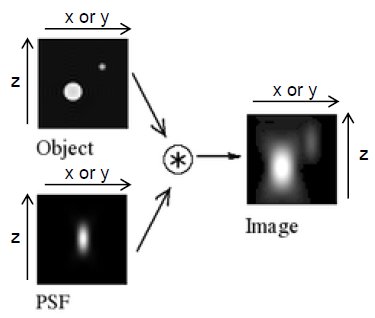 x or y
z
Object
x or y
z
PSF
*
x or y
z
Image